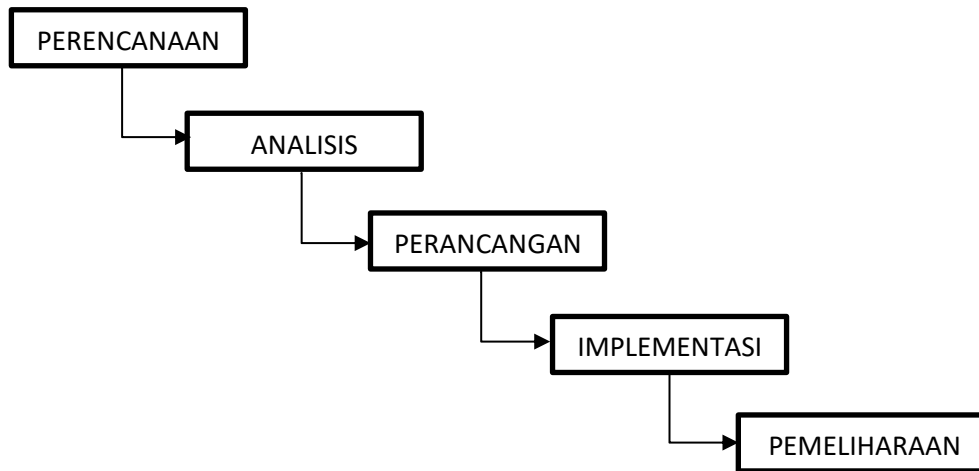 PERENCANAAN
ANALISIS
PERANCANGAN
IMPLEMENTASI
PEMELIHARAAN